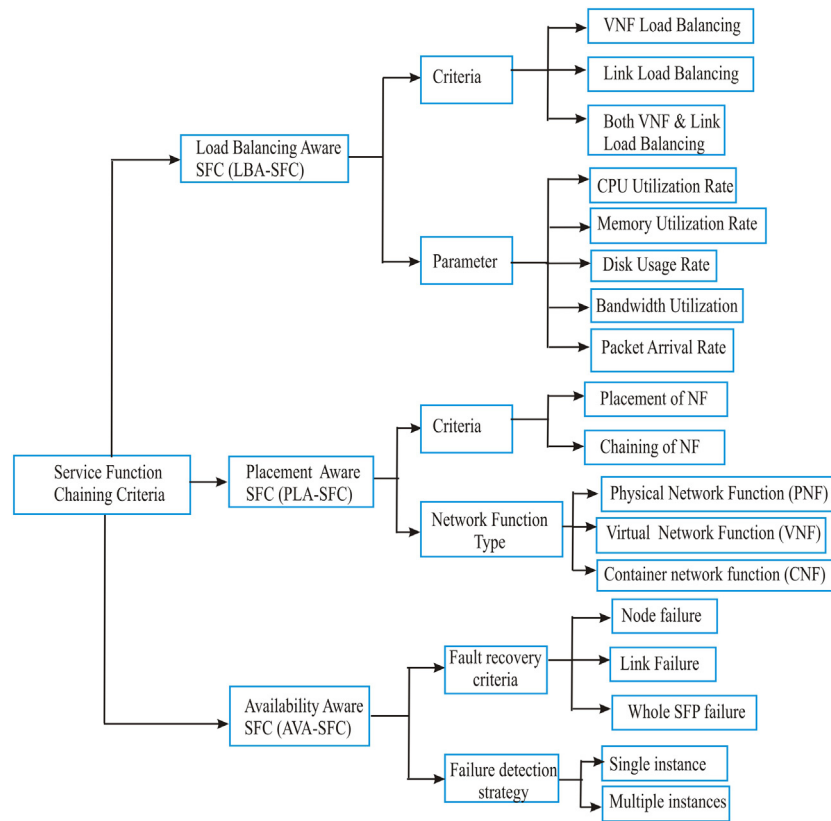 VNF Load Balancing
Criteria
Link Load Balancing
Both VNF & Link
Load Balancing
Load Balancing Aware
SFC (LBA-SFC)
CPU Utilization Rate
Memory Utilization Rate
Parameter
Disk Usage Rate
Bandwidth Utilization
Packet Arrival Rate
Placement of NF
Criteria
Chaining of NF
Service Function
Chaining Criteria
Placement Aware
SFC (PLA-SFC)
Physical Network Function (PNF)
Network Function
Type
Virtual Network Function (VNF)
Container network function (CNF)
Node failure
Fault recovery
criteria
Link Failure
Whole SFP failure
Availability Aware
SFC (AVA-SFC)
Single instance
Failure detection
strategy
Multiple instances